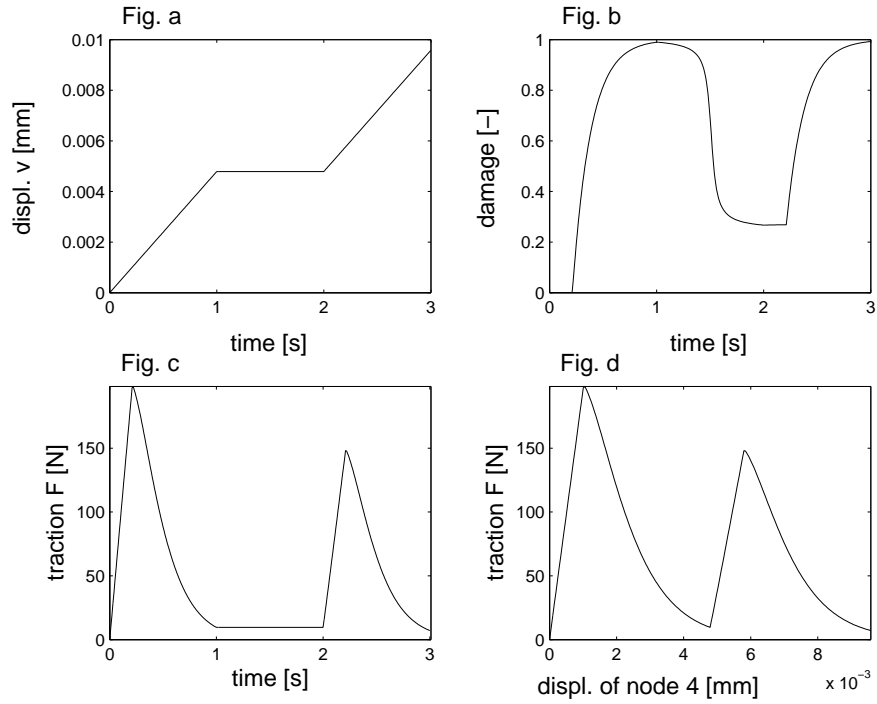 Fig. a
0.01
0.008
0.006
0.004
0.002
0
displ. v [mm]
0 1 2 3
time [s]
Fig. b
1
0.8
0.6
0.4
0.2
0
damage [−]
0 1 2 3
time [s]
Fig. c
150
100
50
0
traction F [N]
0 1 2 3
time [s]
Fig. d
150
100
50
0
traction F [N]
0 2 4 6 8
x 10⁻³
displ. of node 4 [mm]